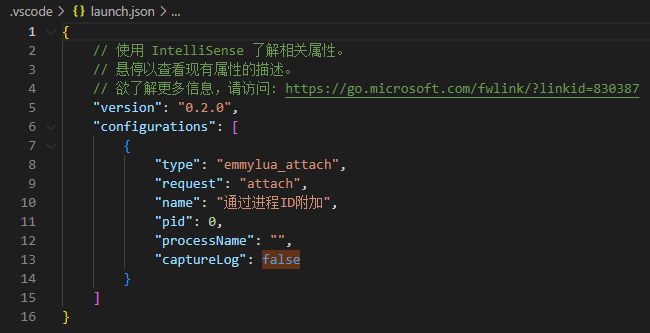 .vscode > {} launch.json > ...
1 {
2 // 使用 IntelliSense 了解相关属性。
3 // 悬停以查看现有属性的描述。
4 // 欲了解更多信息，请访问: https://go.microsoft.com/fwlink/?linkid=830387
5 "version": "0.2.0",
6 "configurations": [
7 {
8 "type": "emmylua_attach",
9 "request": "attach",
10 "name": "通过进程ID附加",
11 "pid": 0,
12 "processName": "",
13 "captureLog": false
14 }
15 ]
16 }